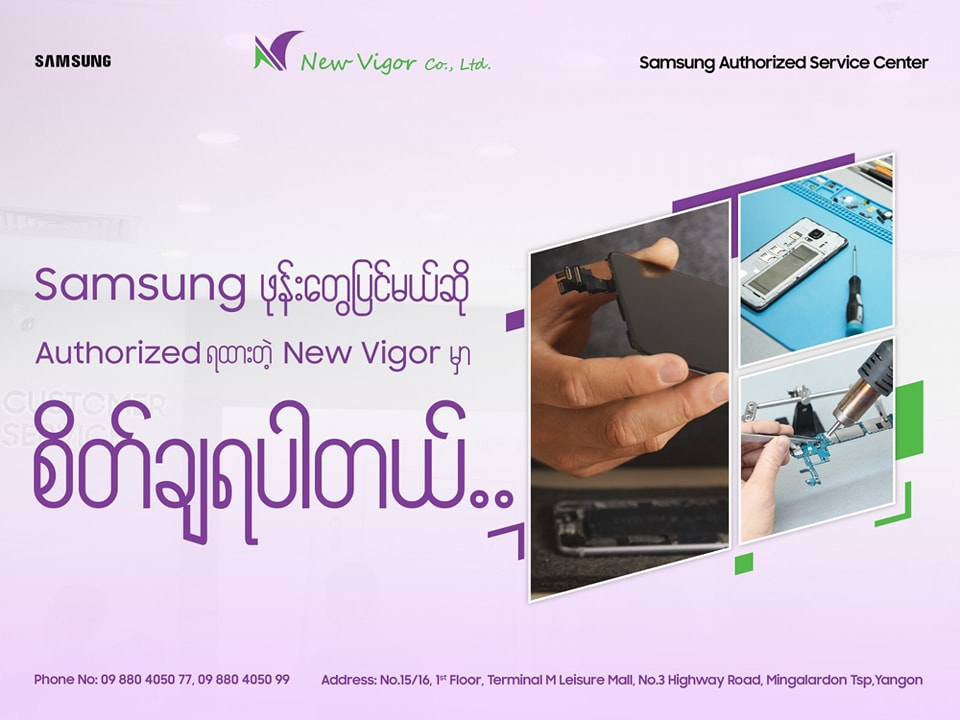 SAMSUNG
New Vigor Co., Ltd.
Samsung Authorized Service Center
Samsung ဖုန်းတွေပြင်မယ်ဆို
Authorized ရထားတဲ့ New Vigor မှာ
CUSTOMER
SERVICE
စိတ်ချရပါတယ်..
Phone No: 09 880 4050 77, 09 880 4050 99
Address: No.15/16, 1st Floor, Terminal M Leisure Mall, No.3 Highway Road, Mingalardon Tsp,Yangon